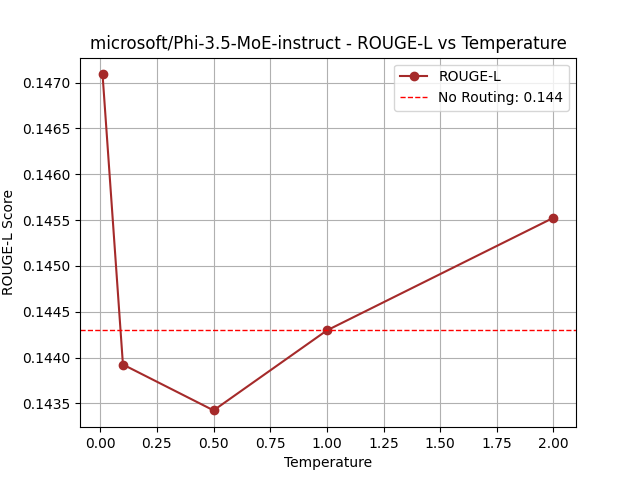 microsoft/Phi-3.5-MoE-instruct - ROUGE-L vs Temperature
ROUGE-L
No Routing: 0.144
ROUGE-L Score
0.1470
0.1465
0.1460
0.1455
0.1450
0.1445
0.1440
0.1435
0.00 0.25 0.50 0.75 1.00 1.25 1.50 1.75 2.00
Temperature